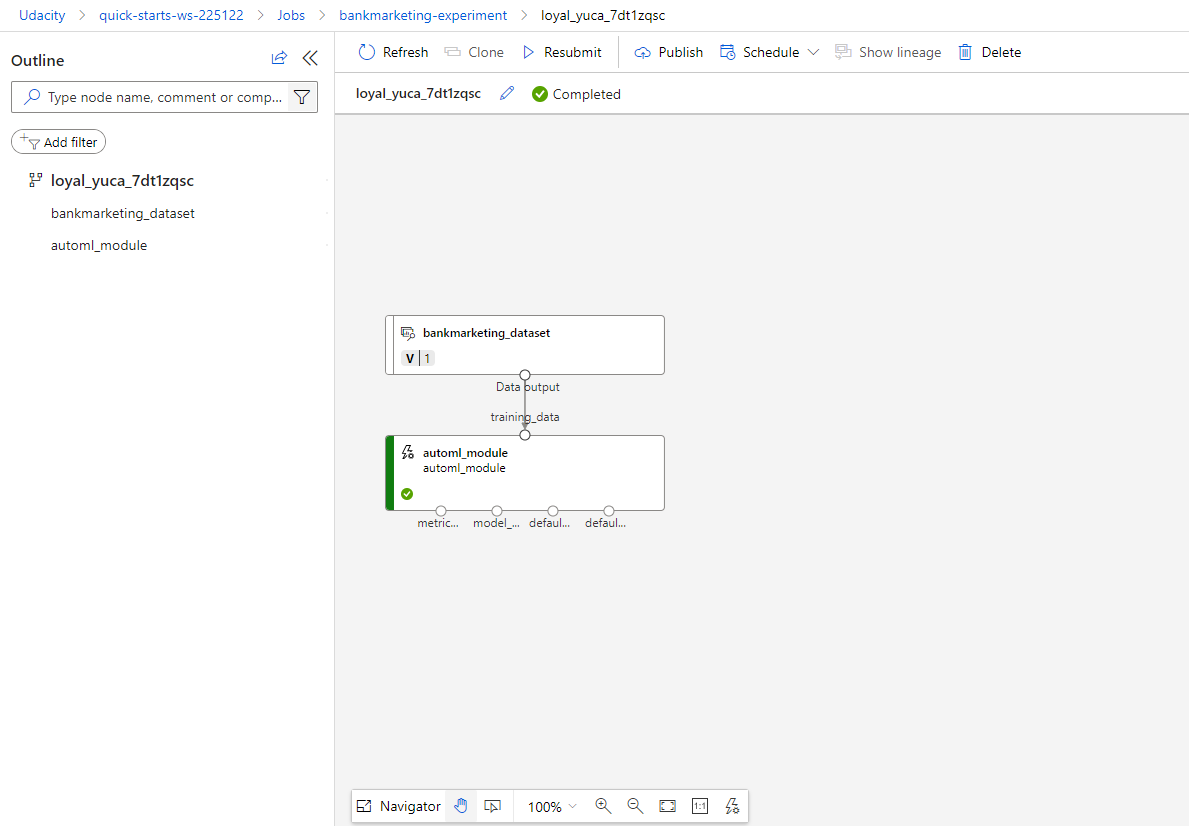 Udacity > quick-starts-ws-225122 > Jobs > bankmarketing-experiment > loyal_yuca_7dt1zqsc
Outline
Type node name, comment or comp...
Add filter
loyal_yuca_7dt1zqsc
bankmarketing_dataset
automl_module
Refresh Clone Resubmit Publish Schedule Show lineage Delete
loyal_yuca_7dt1zqsc Completed
bankmarketing_dataset
V 1
Data output
training_data
automl_module
automl_module
metric... model_... defaul... defaul...
Navigator 100% 1:1